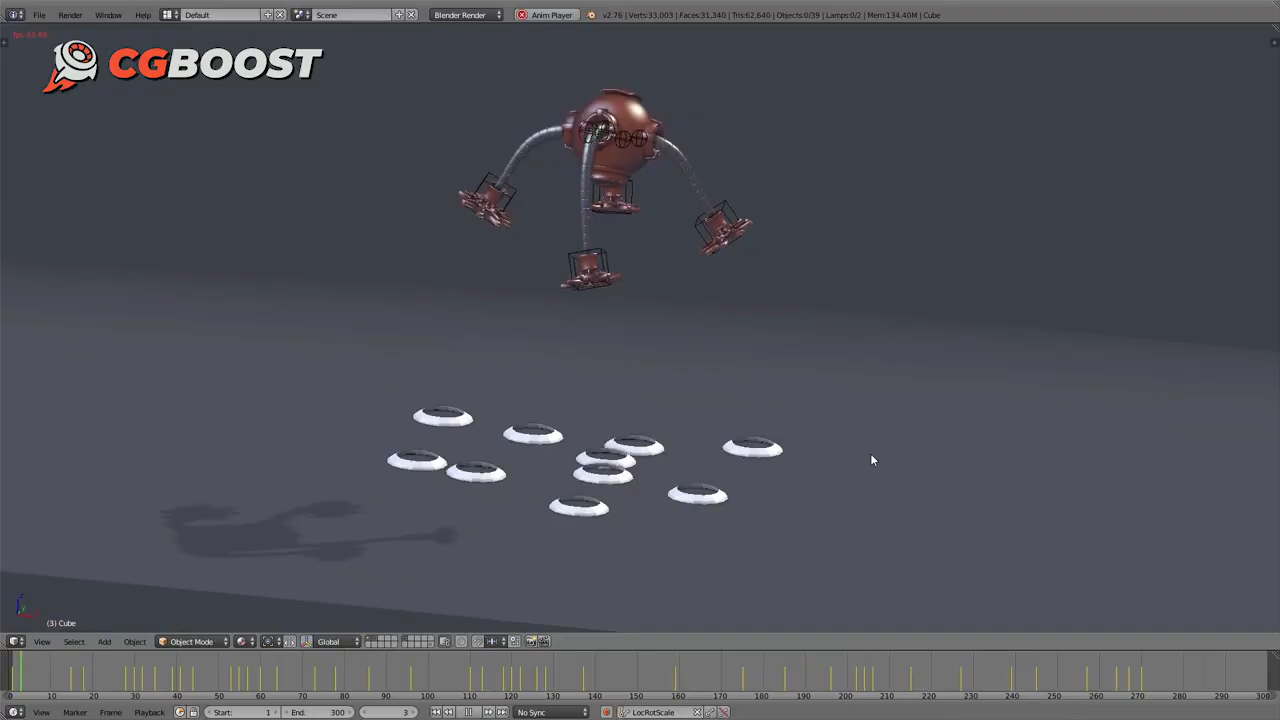 File Render Window Help Default Scene Blender Render Anim Player v2.76 | Verts:33,003 | Faces:31,340 | Tris:62,640 | Objects:0/39 | Lamps:0/2 | Mem:134.40M | Cube
CGBOOST
(3) Cube
View Select Add Object Object Mode Global
0 10 20 30 40 50 60 70 80 90 100 110 120 130 140 150 160 170 180 190 200 210 220 230 240 250 260 270 280 290 300
View Marker Frame Playback Start: 1 End: 300 3 No Sync LocRotScale